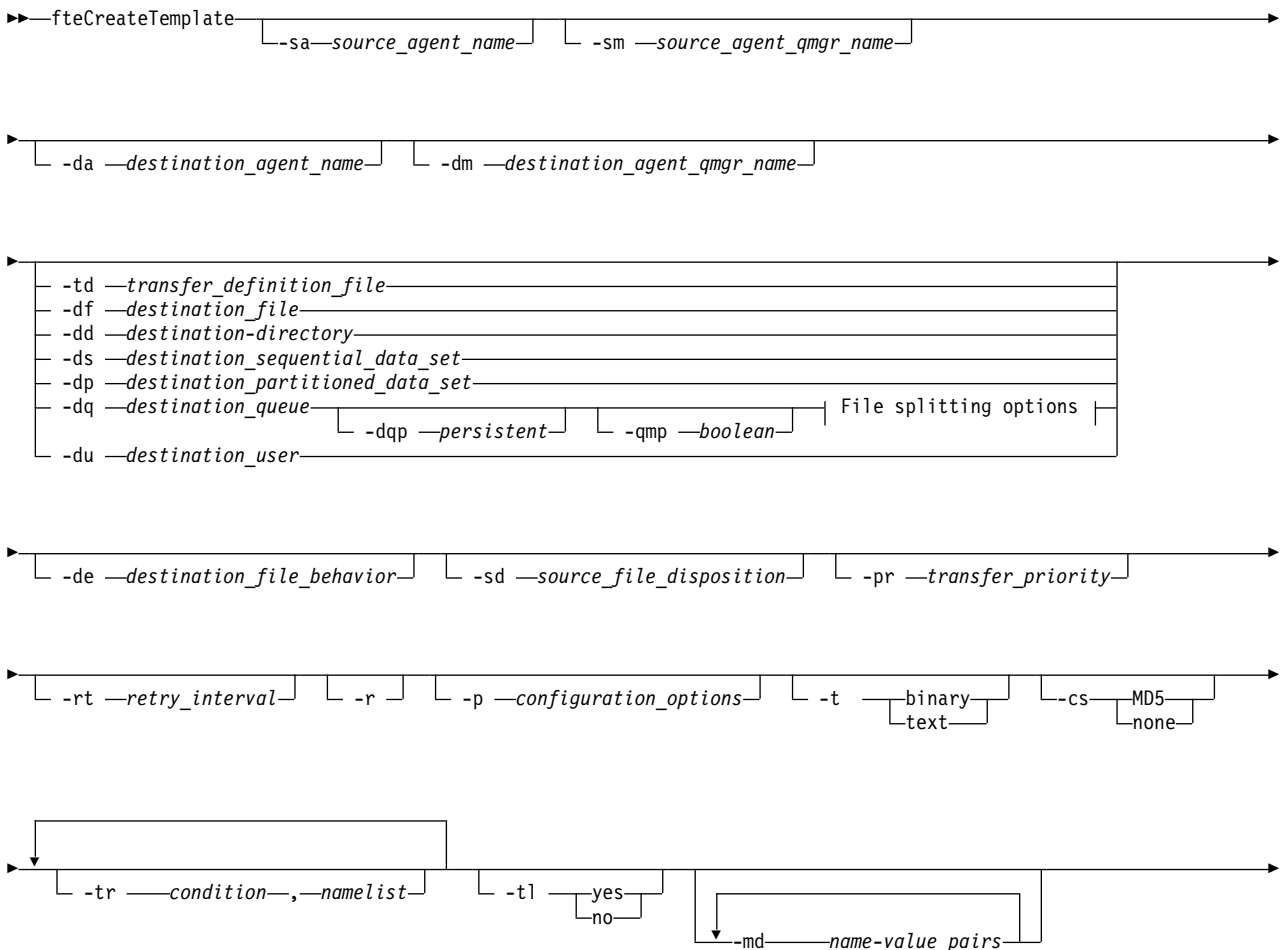 fteCreateTemplate
-sa source_agent_name -sm source_agent_qmgr_name
-da destination_agent_name -dm destination_agent_qmgr_name
-td transfer_definition_file
-df destination_file
-dd destination-directory
-ds destination_sequential_data_set
-dp destination_partitioned_data_set
-dq destination_queue File splitting options
-dqp persistent -qmp boolean
-du destination_user
-de destination_file_behavior -sd source_file_disposition -pr transfer_priority
-rt retry_interval -r -p configuration_options -t binary -cs MD5
text none
-tr condition , namelist -tl yes
no
-md name-value pairs